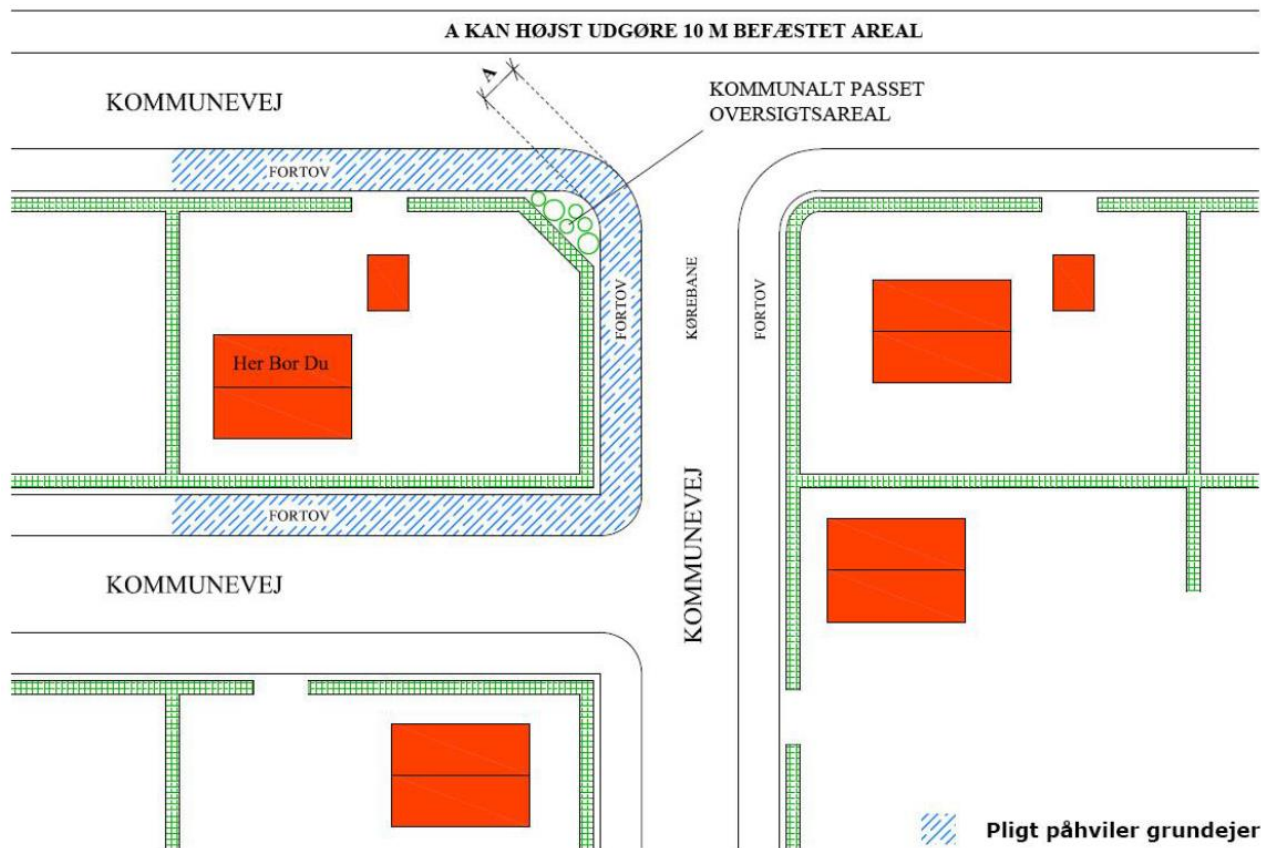 A KAN HØJST UDGØRE 10 M BEFÆSTET AREAL
A
KOMMUNEVEJ
KOMMUNALT PASSET
OVERSIGTSAREAL
FORTOV
FORTOV
KØREBANE
FORTOV
Her Bor Du
FORTOV
KOMMUNEVEJ
KOMMUNEVEJ
Pligt påhviler grundejer